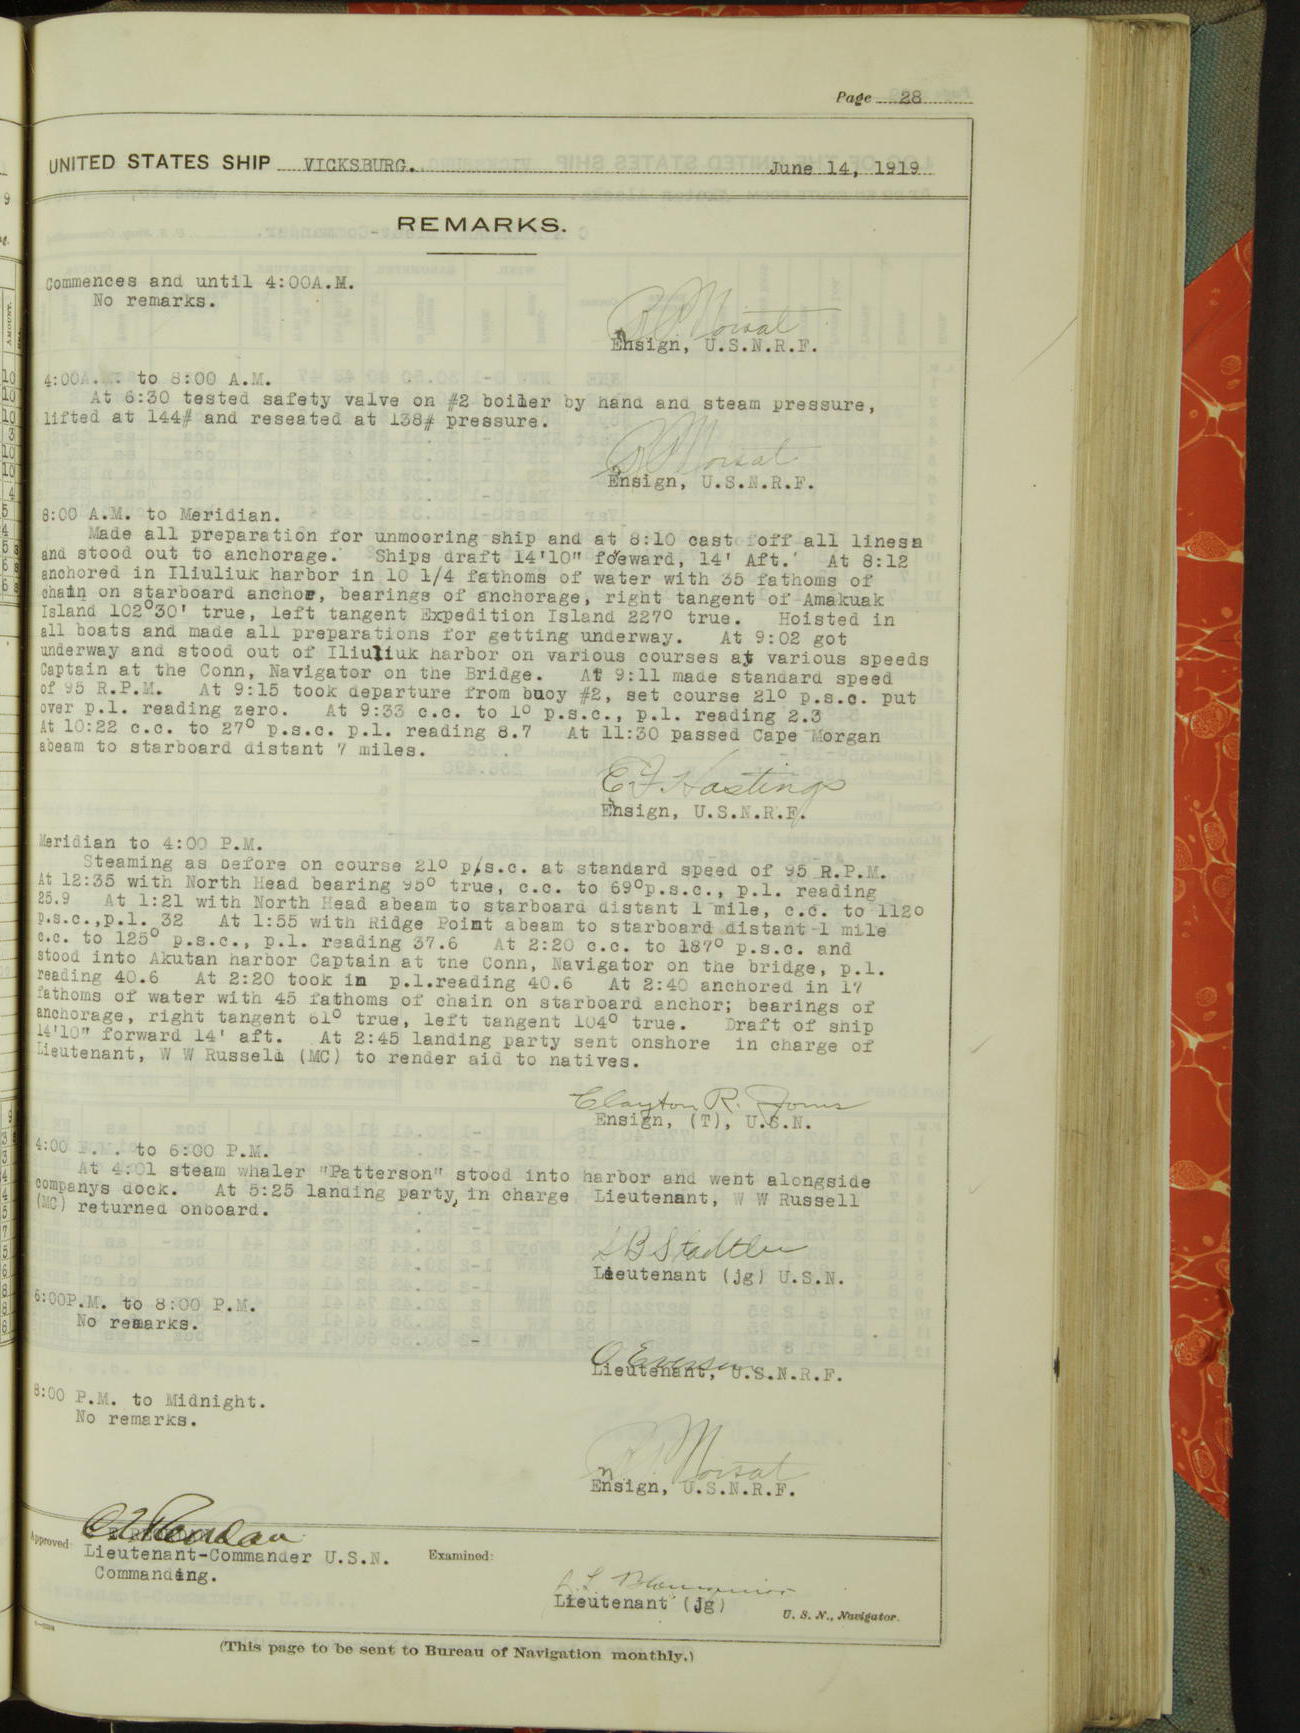 Page 28
UNITED STATES SHIP VICKSBURG. June 14, 1919
REMARKS.
Commences and until 4:00A.M.
No remarks.
Ensign, U.S.N.R.F.
4:00A.M. to 8:00 A.M.
At 6:30 tested safety valve on #2 boiler by hand and steam pressure,
lifted at 144# and reseated at 138# pressure.
Ensign, U.S.N.R.F.
8:00 A.M. to Meridian.
Made all preparation for unmooring ship and at 8:10 cast off all lines
and stood out to anchorage. Ships draft 14'10" foreward, 14' Aft. At 8:12
anchored in Iliuliuk harbor in 10 1/4 fathoms of water with 35 fathoms of
chain on starboard anchor, bearings of anchorage, right tangent of Amakuak
Island 102°30' true, left tangent Expedition Island 227° true. Hoisted in
all boats and made all preparations for getting underway. At 9:02 got
underway and stood out of Iliuliuk harbor on various courses at various speeds
Captain at the Conn, Navigator on the Bridge. At 9:11 made standard speed
of 95 R.P.M. At 9:15 took departure from buoy #2, set course 21° p.s.c. put
over p.l. reading zero. At 9:33 c.c. to 1° p.s.c., p.l. reading 2.3
At 10:22 c.c. to 27° p.s.c. p.l. reading 8.7 At 11:30 passed Cape Morgan
abeam to starboard distant 7 miles.
E F Hastings
Ensign, U.S.N.R.F.
Meridian to 4:00 P.M.
Steaming as before on course 21° p/s.c. at standard speed of 95 R.P.M.
At 12:35 with North Head bearing 95° true, c.c. to 69°p.s.c., p.l. reading
25.9 At 1:21 with North Head abeam to starboard distant 1 mile, c.c. to 112°
p.s.c.,p.l. 32 At 1:55 with Ridge Point abeam to starboard distant 1 mile
c.c. to 125° p.s.c., p.l. reading 37.6 At 2:20 c.c. to 187° p.s.c. and
stood into Akutan harbor Captain at the Conn, Navigator on the bridge, p.l.
reading 40.6 At 2:20 took in p.l.reading 40.6 At 2:40 anchored in 17
fathoms of water with 45 fathoms of chain on starboard anchor; bearings of
anchorage, right tangent 61° true, left tangent 104° true. Draft of ship
14'10" forward 14' aft. At 2:45 landing party sent onshore in charge of
Lieutenant, W W Russell (MC) to render aid to natives.
Clayton R. Jones
Ensign, (T), U.S.N.
4:00 P.M. to 6:00 P.M.
At 4:01 steam whaler "Patterson" stood into harbor and went alongside
companys dock. At 5:25 landing party, in charge Lieutenant, W W Russell
(MC) returned onboard.
B Stadtler
Lieutenant (jg) U.S.N.
6:00P.M. to 8:00 P.M.
No remarks.
Lieutenant, U.S.N.R.F.
8:00 P.M. to Midnight.
No remarks.
Ensign, U.S.N.R.F.
Approved:
Lieutenant-Commander U.S.N.
Commanding.
Examined:
Lieutenant (jg) U. S. N., Navigator.
(This page to be sent to Bureau of Navigation monthly.)